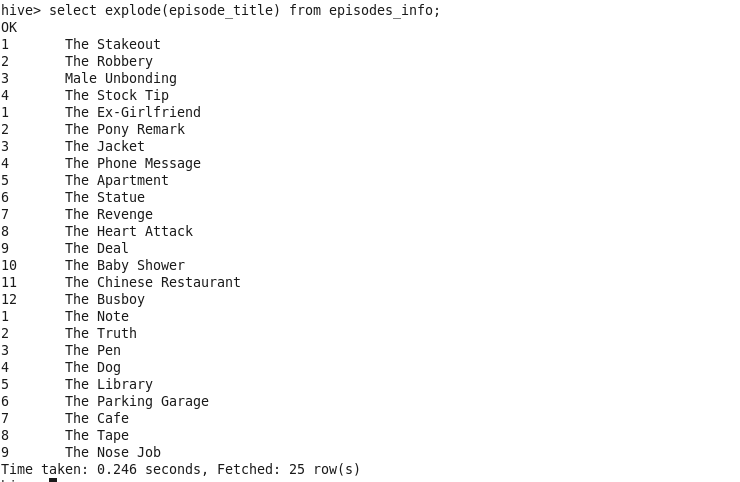 hive> select explode(episode_title) from episodes_info;
OK
1 The Stakeout
2 The Robbery
3 Male Unbonding
4 The Stock Tip
1 The Ex-Girlfriend
2 The Pony Remark
3 The Jacket
4 The Phone Message
5 The Apartment
6 The Statue
7 The Revenge
8 The Heart Attack
9 The Deal
10 The Baby Shower
11 The Chinese Restaurant
12 The Busboy
1 The Note
2 The Truth
3 The Pen
4 The Dog
5 The Library
6 The Parking Garage
7 The Cafe
8 The Tape
9 The Nose Job
Time taken: 0.246 seconds, Fetched: 25 row(s)